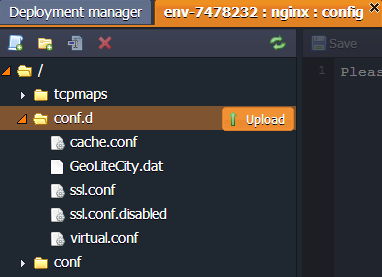 Deployment manager
env-7478232 : nginx : config
Save
/
1 Pleas
tcpmaps
conf.d
Upload
cache.conf
GeoLiteCity.dat
ssl.conf
ssl.conf.disabled
virtual.conf
conf